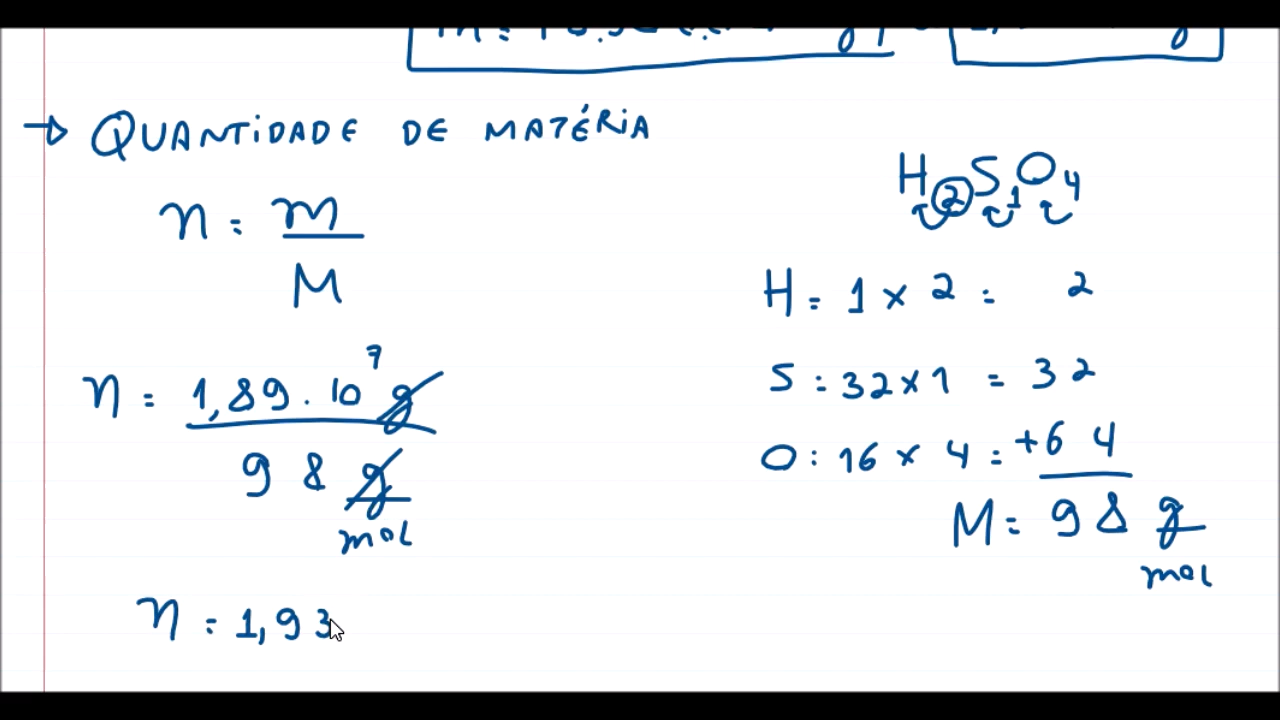 → QUANTIDADE DE MATÉRIA
n = m
M
n = 1,89 . 10⁷ g
98 g
mol
n = 1,93
H₂S₁O₄
H = 1 x 2 = 2
S : 32 x 1 = 32
O : 16 x 4 = +64
M = 98 g
mol